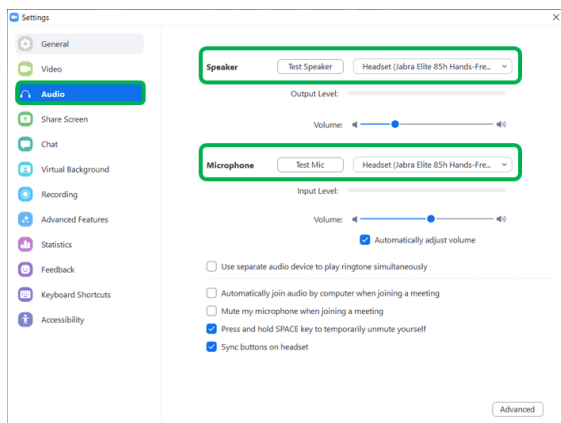 Settings
General
Video
Audio
Share Screen
Chat
Virtual Background
Recording
Advanced Features
Statistics
Feedback
Keyboard Shortcuts
Accessibility
Speaker Test Speaker Headset (Jabra Elite 85h Hands-Fre...
Output Level:
Volume:
Microphone Test Mic Headset (Jabra Elite 85h Hands-Fre...
Input Level:
Volume:
Automatically adjust volume
Use separate audio device to play ringtone simultaneously
Automatically join audio by computer when joining a meeting
Mute my microphone when joining a meeting
Press and hold SPACE key to temporarily unmute yourself
Sync buttons on headset
Advanced